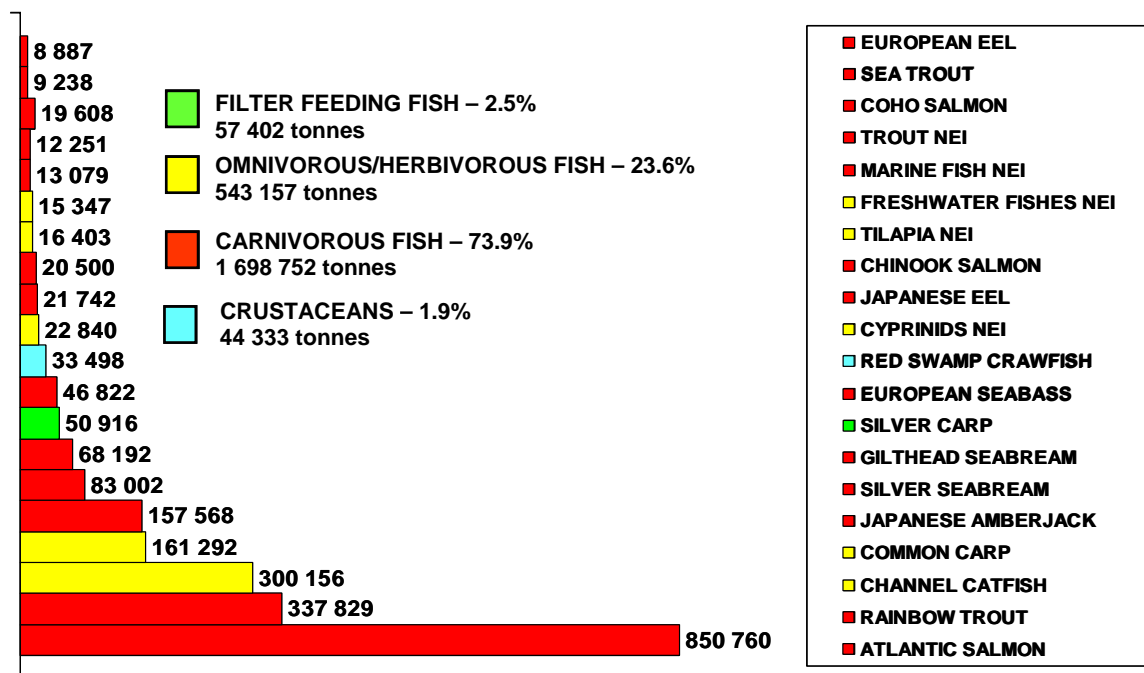 8 887
9 238
19 608
12 251
13 079
15 347
16 403
20 500
21 742
22 840
33 498
46 822
50 916
68 192
83 002
157 568
161 292
300 156
337 829
850 760
FILTER FEEDING FISH – 2.5%
57 402 tonnes
OMNIVOROUS/HERBIVOROUS FISH – 23.6%
543 157 tonnes
CARNIVOROUS FISH – 73.9%
1 698 752 tonnes
CRUSTACEANS – 1.9%
44 333 tonnes
EUROPEAN EEL
SEA TROUT
COHO SALMON
TROUT NEI
MARINE FISH NEI
FRESHWATER FISHES NEI
TILAPIA NEI
CHINOOK SALMON
JAPANESE EEL
CYPRINIDS NEI
RED SWAMP CRAWFISH
EUROPEAN SEABASS
SILVER CARP
GILTHEAD SEABREAM
SILVER SEABREAM
JAPANESE AMBERJACK
COMMON CARP
CHANNEL CATFISH
RAINBOW TROUT
ATLANTIC SALMON